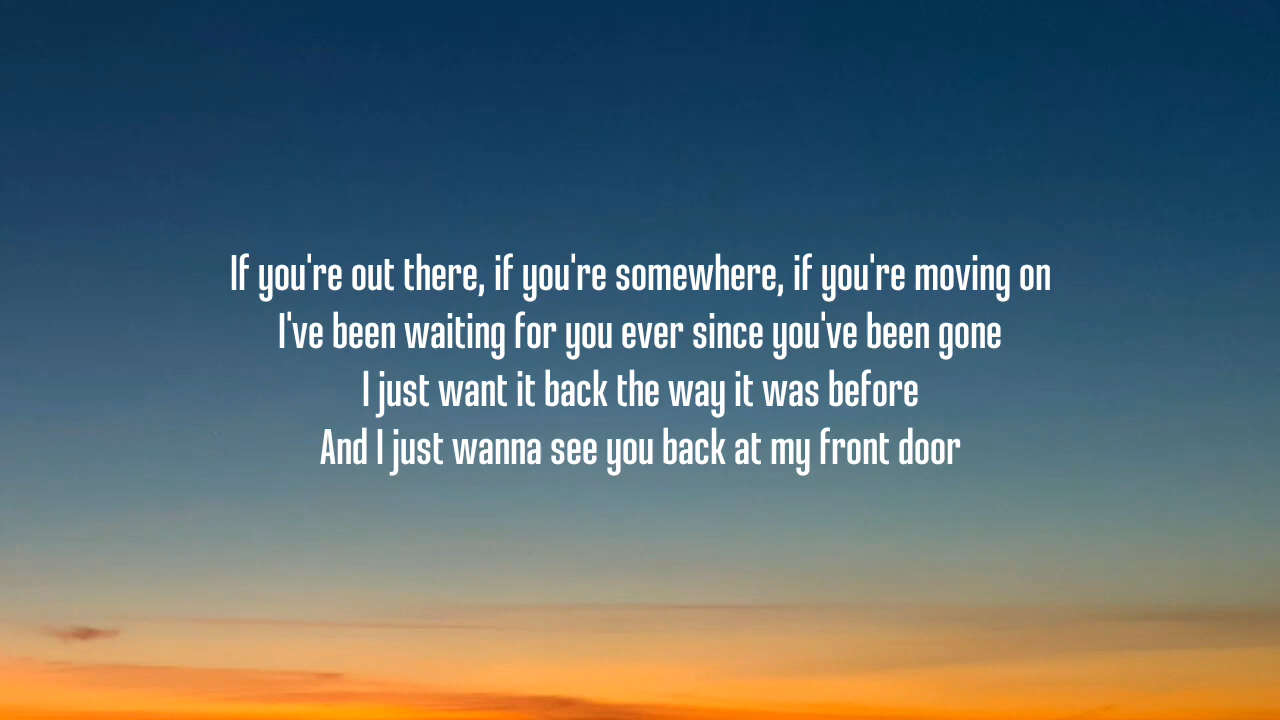 If you're out there, if you're somewhere, if you're moving on
I've been waiting for you ever since you've been gone
I just want it back the way it was before
And I just wanna see you back at my front door